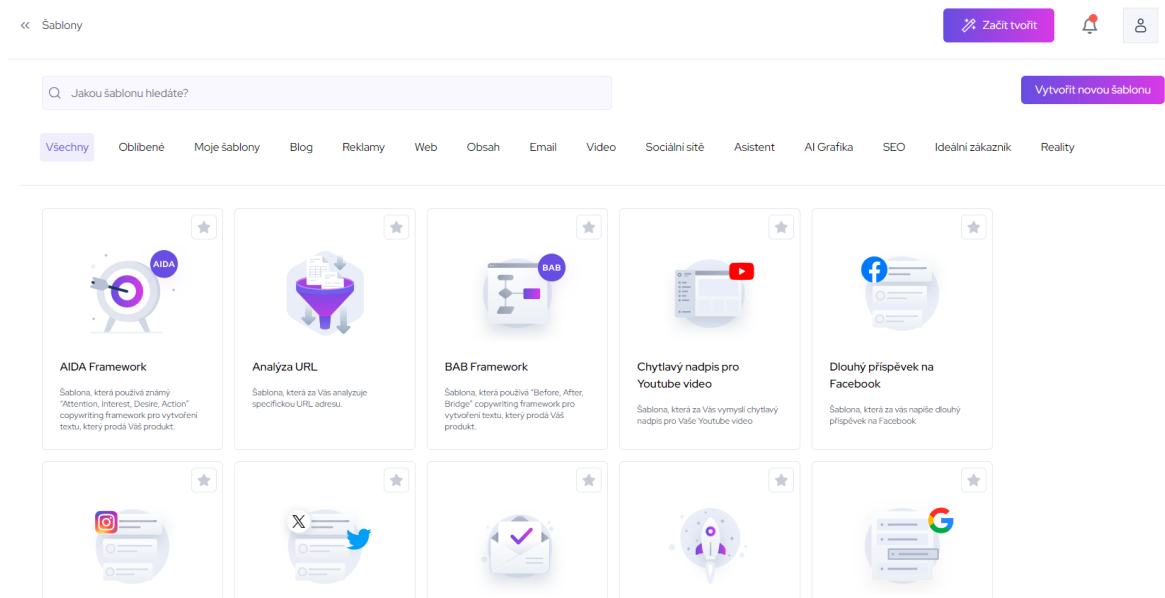 Šablony
Začít tvořit
Jakou šablonu hledáte?
Vytvořit novou šablonu
Všechny
Oblíbené
Moje šablony
Blog
Reklamy
Web
Obsah
Email
Video
Sociální sítě
Asistent
AI Grafika
SEO
Ideální zákazník
Reality
AIDA
AIDA Framework
Šablona, která používá známý
"Attention, Interest, Desire, Action"
copywriting framework pro vytvoření
textu, který prodá Váš produkt.
Analýza URL
Šablona, která za Vás analyzuje
specifickou URL adresu.
BAB
BAB Framework
Šablona, která používá "Before, After,
Bridge" copywriting framework pro
vytvoření textu, který prodá Váš
produkt.
Chytlavý nadpis pro
Youtube video
Šablona, která za Vás vymyslí chytlavý
nadpis pro Vaše Youtube video
Dlouhý příspěvek na
Facebook
Šablona, která za vás napíše dlouhý
příspěvek na Facebook